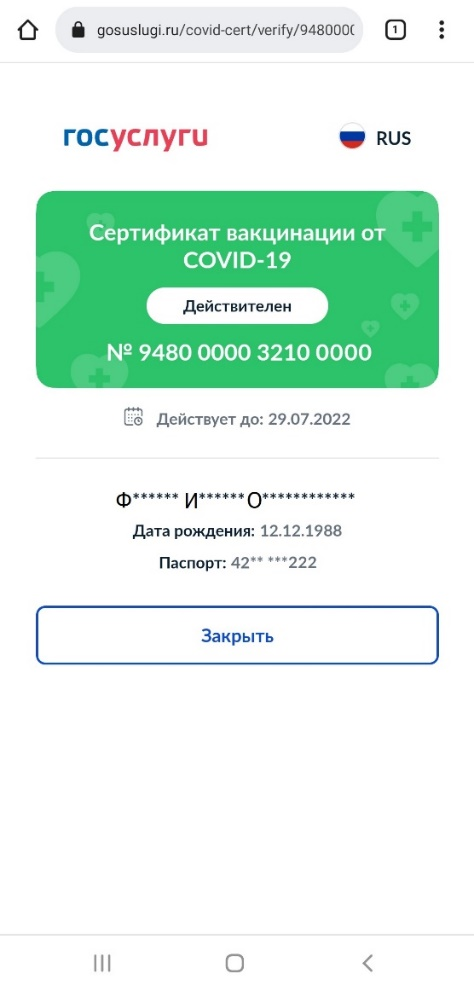 gosuslugi.ru/covid-cert/verify/948000
1
госуслуги
RUS
Сертификат вакцинации от
COVID-19
Действителен
№ 9480 0000 3210 0000
Действует до: 29.07.2022
Ф****** И******О************
Дата рождения: 12.12.1988
Паспорт: 42** ***222
Закрыть